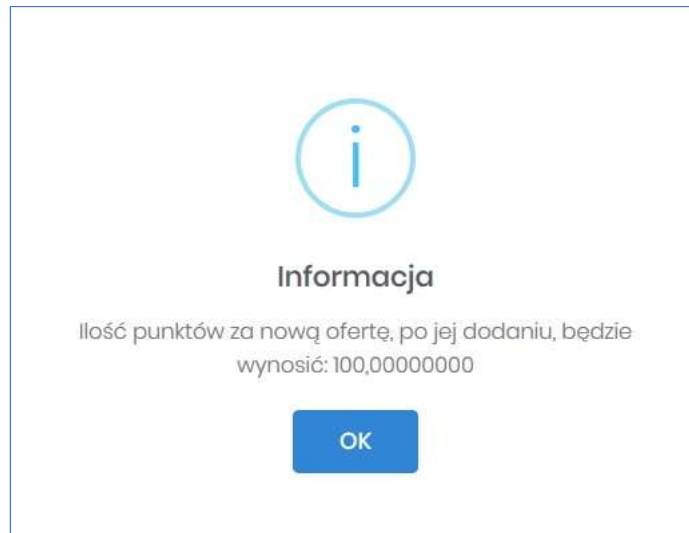 Informacja
Ilość punktów za nową ofertę, po jej dodaniu, będzie
wynosić: 100,00000000
OK